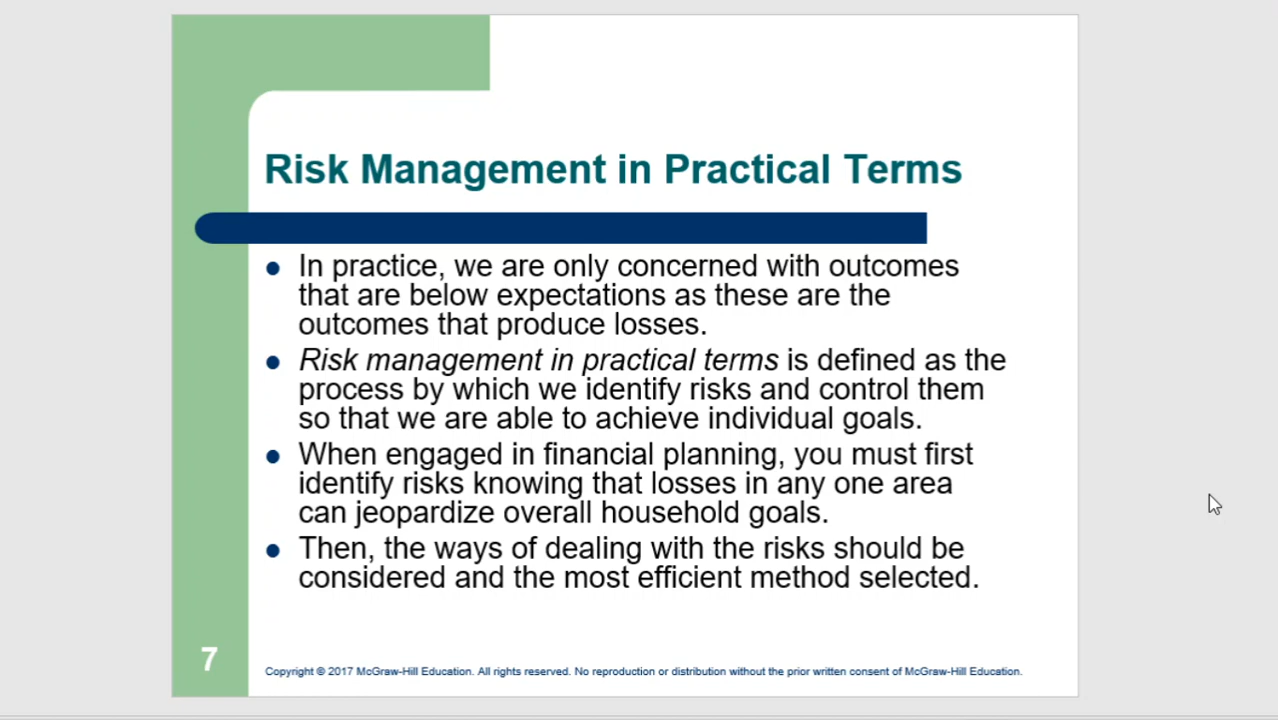 Risk Management in Practical Terms
In practice, we are only concerned with outcomes
that are below expectations as these are the
outcomes that produce losses.
Risk management in practical terms is defined as the
process by which we identify risks and control them
so that we are able to achieve individual goals.
When engaged in financial planning, you must first
identify risks knowing that losses in any one area
can jeopardize overall household goals.
Then, the ways of dealing with the risks should be
considered and the most efficient method selected.
7
Copyright © 2017 McGraw-Hill Education. All rights reserved. No reproduction or distribution without the prior written consent of McGraw-Hill Education.